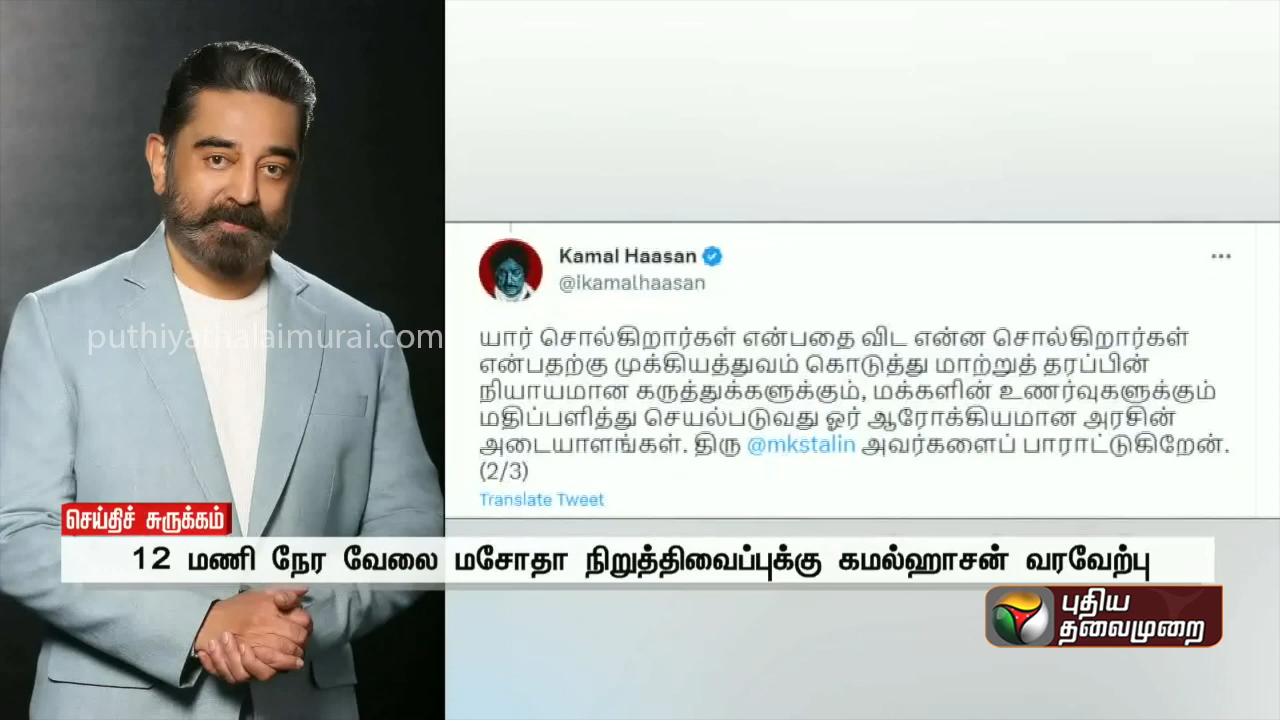 puthiyathalaimurai.com
Kamal Haasan
@ikamalhaasan
யார் சொல்கிறார்கள் என்பதை விட என்ன சொல்கிறார்கள்
என்பதற்கு முக்கியத்துவம் கொடுத்து மாற்றுத் தரப்பின்
நியாயமான கருத்துக்களுக்கும், மக்களின் உணர்வுகளுக்கும்
மதிப்பளித்து செயல்படுவது ஓர் ஆரோக்கியமான அரசின்
அடையாளங்கள். திரு @mkstalin அவர்களைப் பாராட்டுகிறேன்.
(2/3)
Translate Tweet
செய்திச் சுருக்கம்
12 மணி நேர வேலை மசோதா நிறுத்திவைப்புக்கு கமல்ஹாசன் வரவேற்பு
புதிய
தலைமுறை